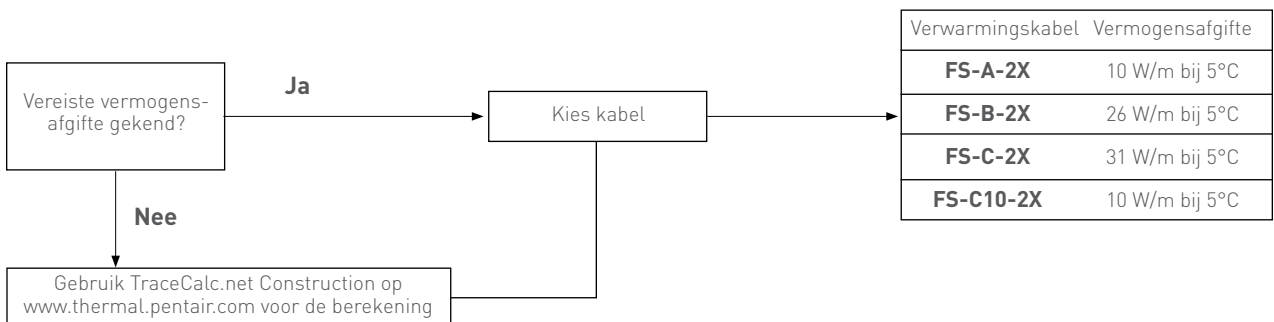 Vereiste vermogens-
afgifte gekend?
Ja
Kies kabel
Nee
Gebruik TraceCalc.net Construction op
www.thermal.pentair.com voor de berekening
Verwarmingskabel Vermogensafgifte
FS-A-2X 10 W/m bij 5°C
FS-B-2X 26 W/m bij 5°C
FS-C-2X 31 W/m bij 5°C
FS-C10-2X 10 W/m bij 5°C